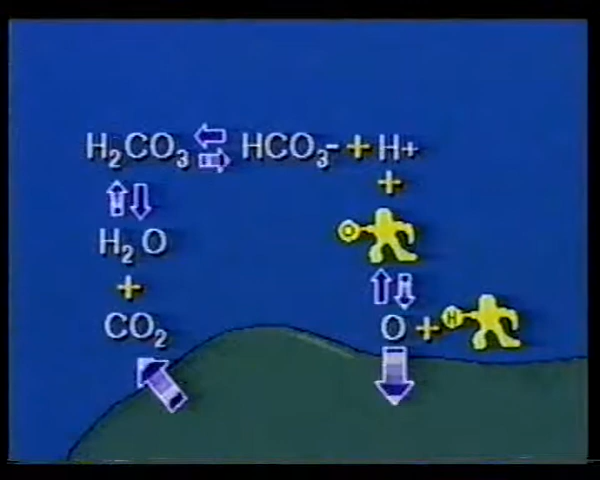 H₂CO₃ ⇄ HCO₃- + H+
+
O
H₂O
+
CO₂
O + H